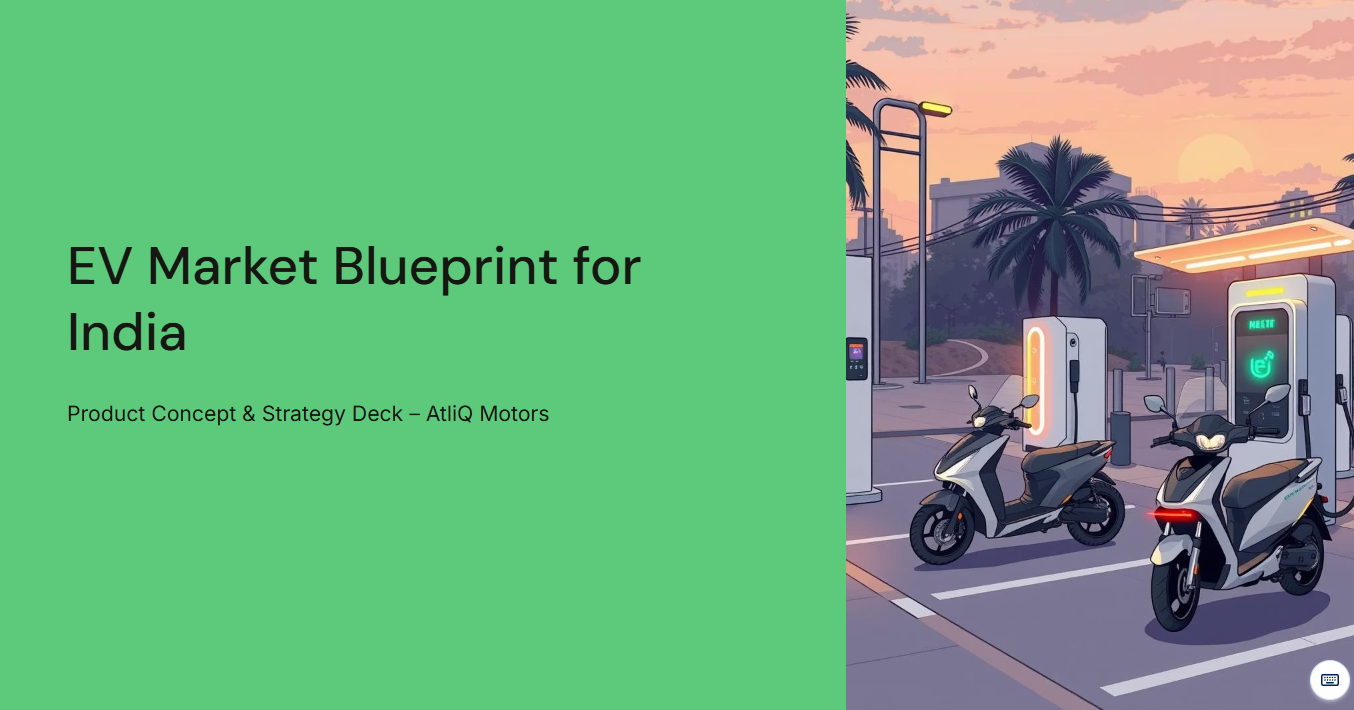 EV Market Blueprint for
India
Product Concept & Strategy Deck – AtliQ Motors